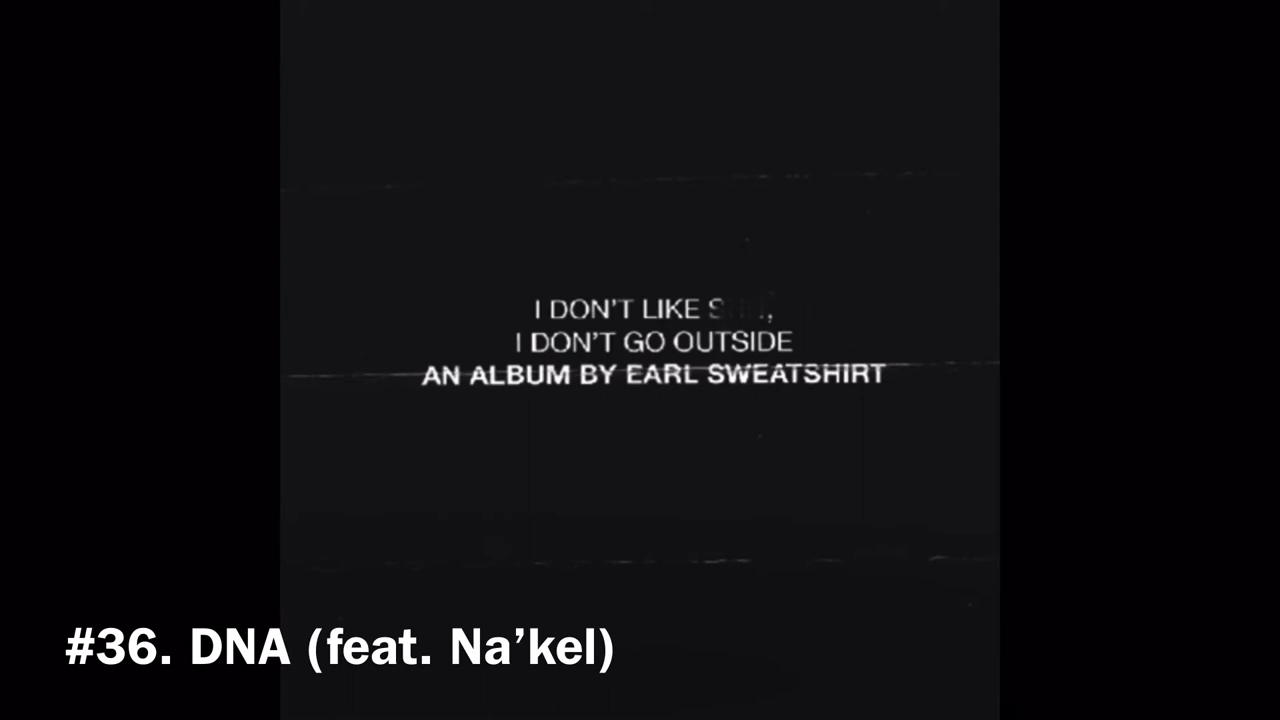 I DON'T LIKE S
I DON'T GO OUTSIDE
AN ALBUM BY EARL SWEATSHIRT
#36. DNA (feat. Na’kel)